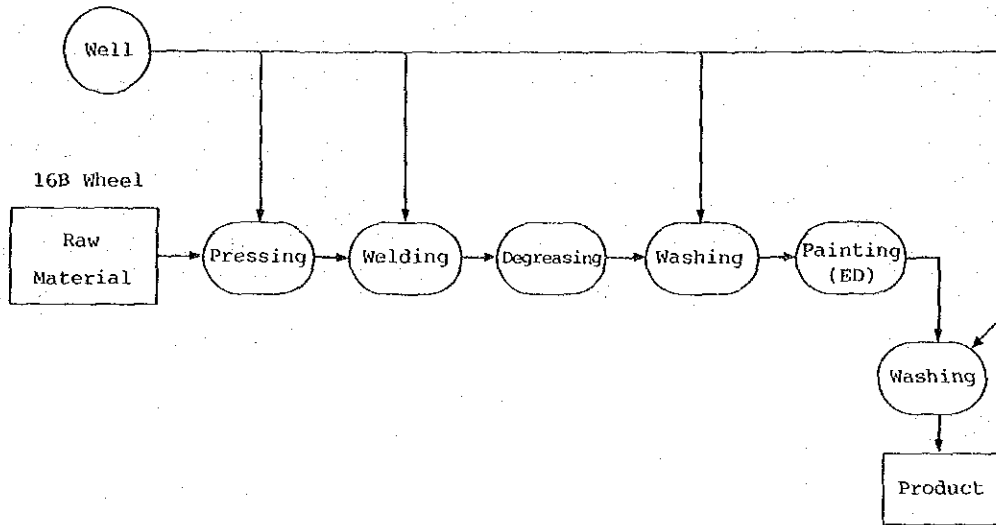 Well
16B Wheel
Raw
Material
Pressing
Welding
Degreasing
Washing
Painting
(ED)
Washing
Product